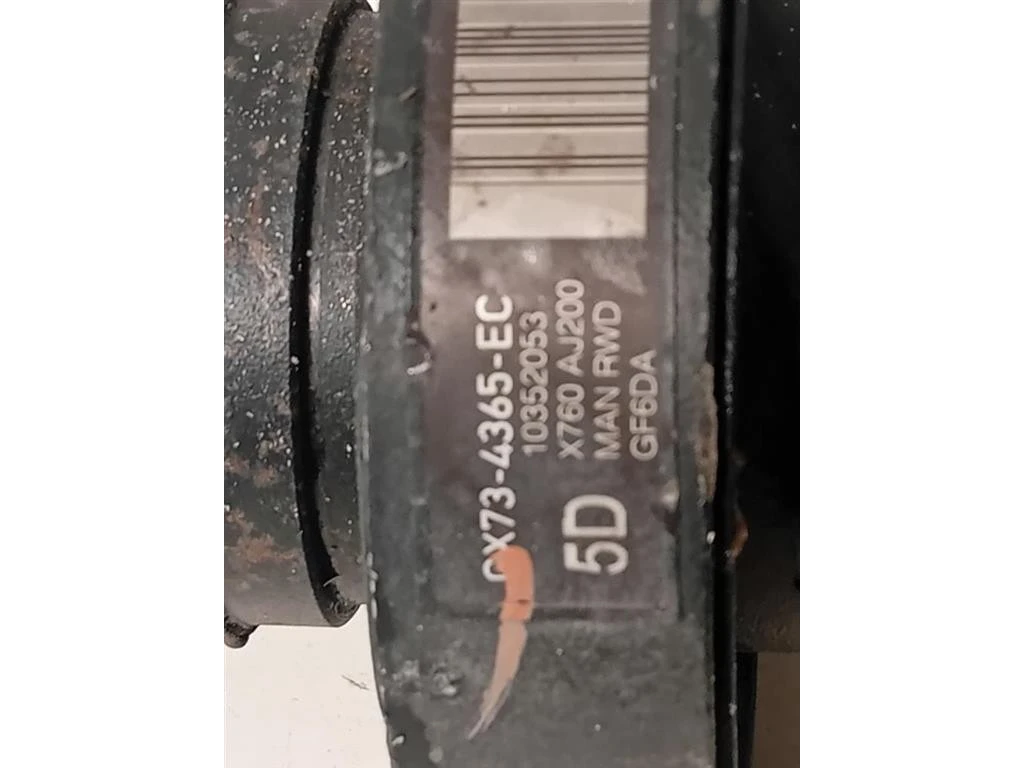 X73-4365-EC
10352053
X760 AJ200
MAN RWD
GF6DA
5D